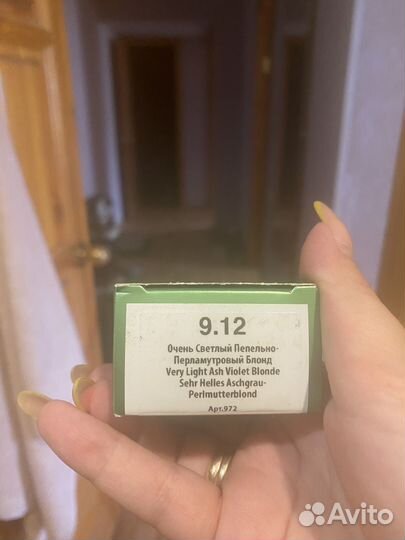 9.12
Очень Светлый Пепельно-
Перламутровый Блонд
Very Light Ash Violet Blonde
Sehr Helles Aschgrau-
Perlmutterblond
Арт.972
Avito